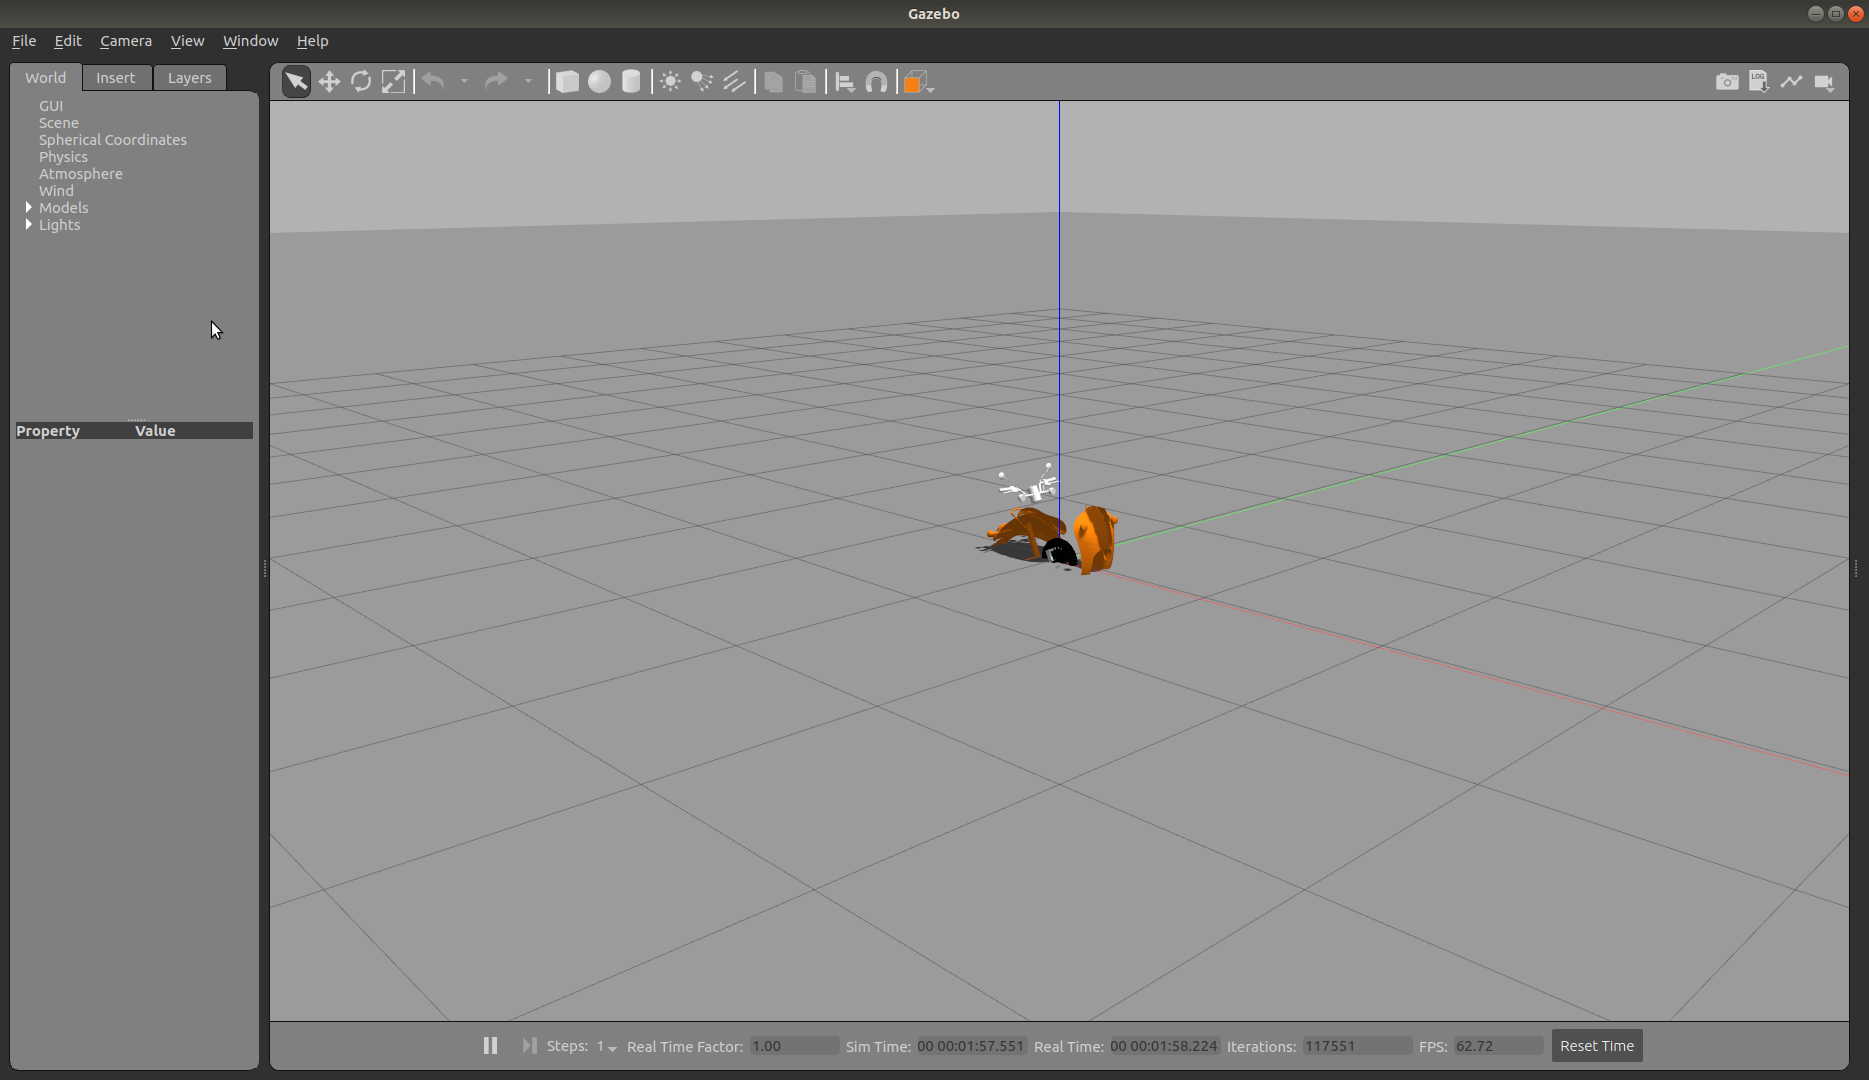 Gazebo
File Edit Camera View Window Help
World Insert Layers
LOG
GUI
Scene
Spherical Coordinates
Physics
Atmosphere
Wind
Models
Lights
Property Value
Steps: 1 Real Time Factor: 1.00 Sim Time: 00 00:01:57.551 Real Time: 00 00:01:58.224 Iterations: 117551 FPS: 62.72 Reset Time